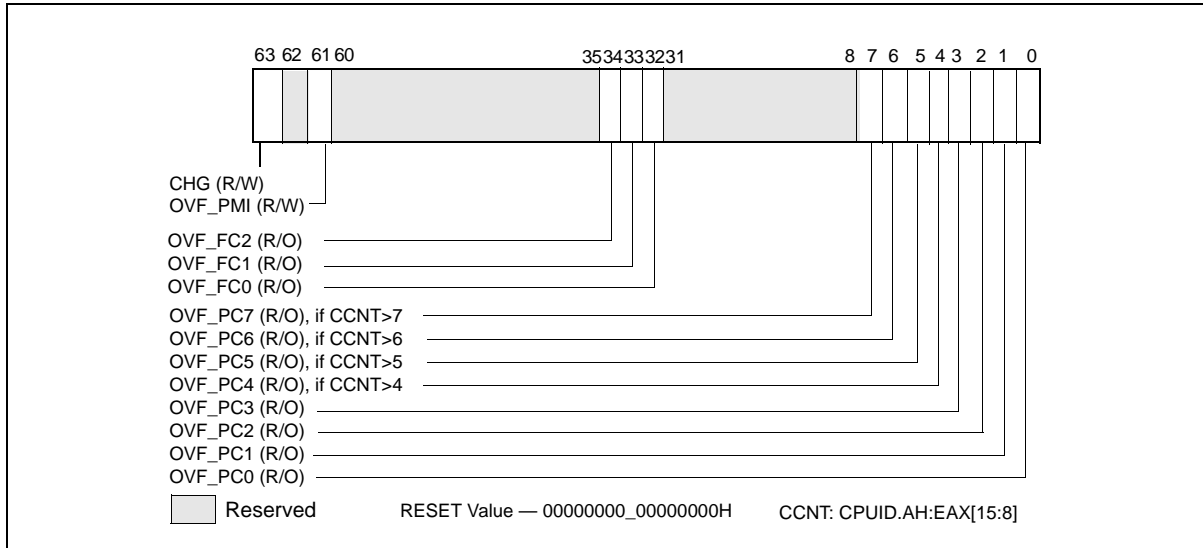 63 62 61 60 35 34 33 32 31 8 7 6 5 4 3 2 1 0
CHG (R/W)
OVF_PMI (R/W)
OVF_FC2 (R/O)
OVF_FC1 (R/O)
OVF_FC0 (R/O)
OVF_PC7 (R/O), if CCNT>7
OVF_PC6 (R/O), if CCNT>6
OVF_PC5 (R/O), if CCNT>5
OVF_PC4 (R/O), if CCNT>4
OVF_PC3 (R/O)
OVF_PC2 (R/O)
OVF_PC1 (R/O)
OVF_PC0 (R/O)
Reserved RESET Value — 00000000_00000000H CCNT: CPUID.AH:EAX[15:8]